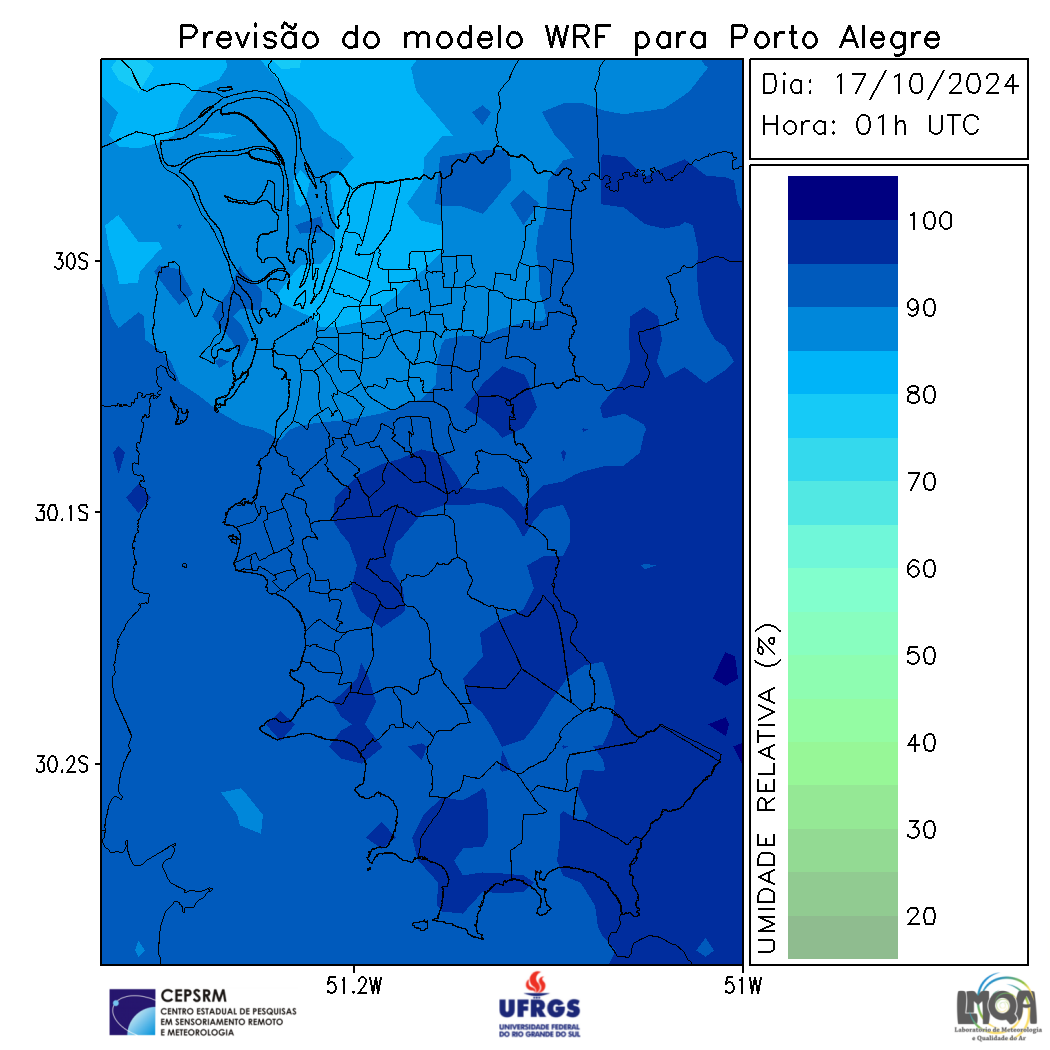 Previsão do modelo WRF para Porto Alegre
Dia: 17/10/2024
Hora: 01h UTC
30S
30.1S
30.2S
51.2W
51W
UMIDADE RELATIVA (%)
100
90
80
70
60
50
40
30
20
CEPSRM
CENTRO ESTADUAL DE PESQUISAS
EM SENSORIAMENTO REMOTO
E METEOROLOGIA
UFRGS
UNIVERSIDADE FEDERAL
DO RIO GRANDE DO SUL
LMQA
Laboratório de Meteorologia
e Qualidade do Ar